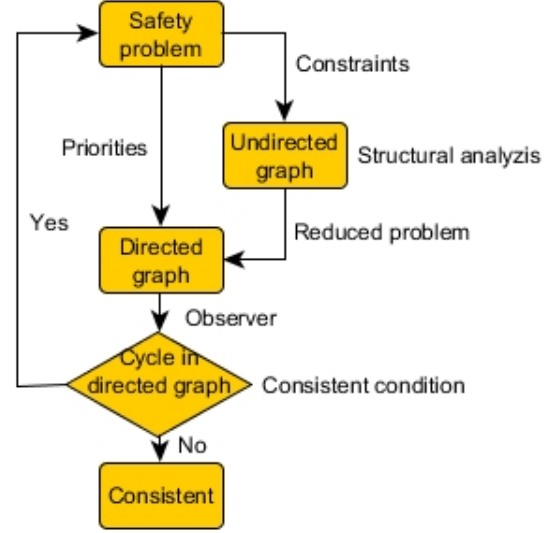 Safety
problem
Constraints
Priorities
Undirected
graph
Structural analyzis
Yes
Reduced problem
Directed
graph
Observer
Cycle in
directed graph
Consistent condition
No
Consistent